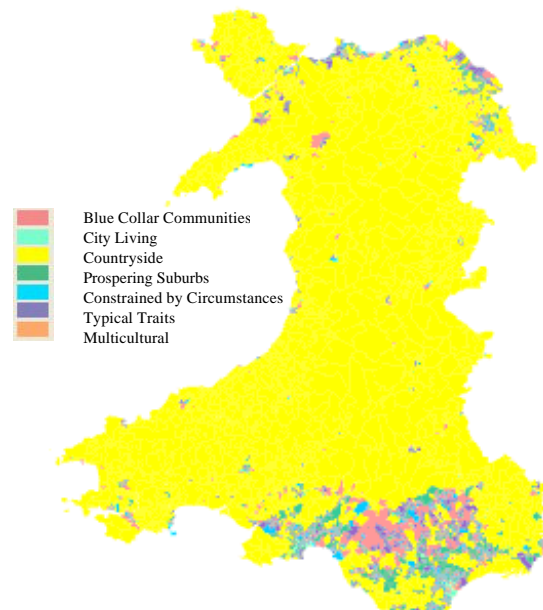 Blue Collar Communities
City Living
Countryside
Prospering Suburbs
Constrained by Circumstances
Typical Traits
Multicultural